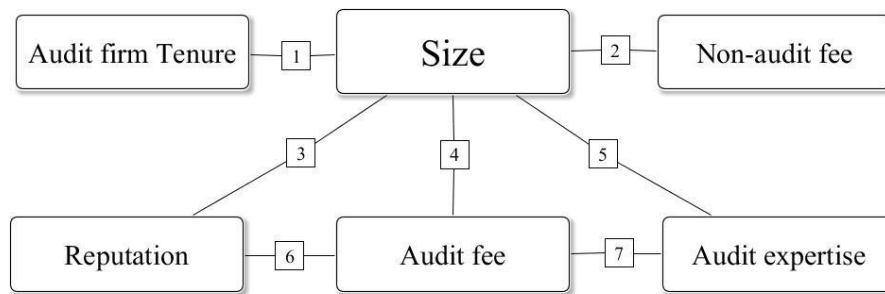 Audit firm Tenure
1
Size
2
Non-audit fee
3
4
5
Reputation
6
Audit fee
7
Audit expertise